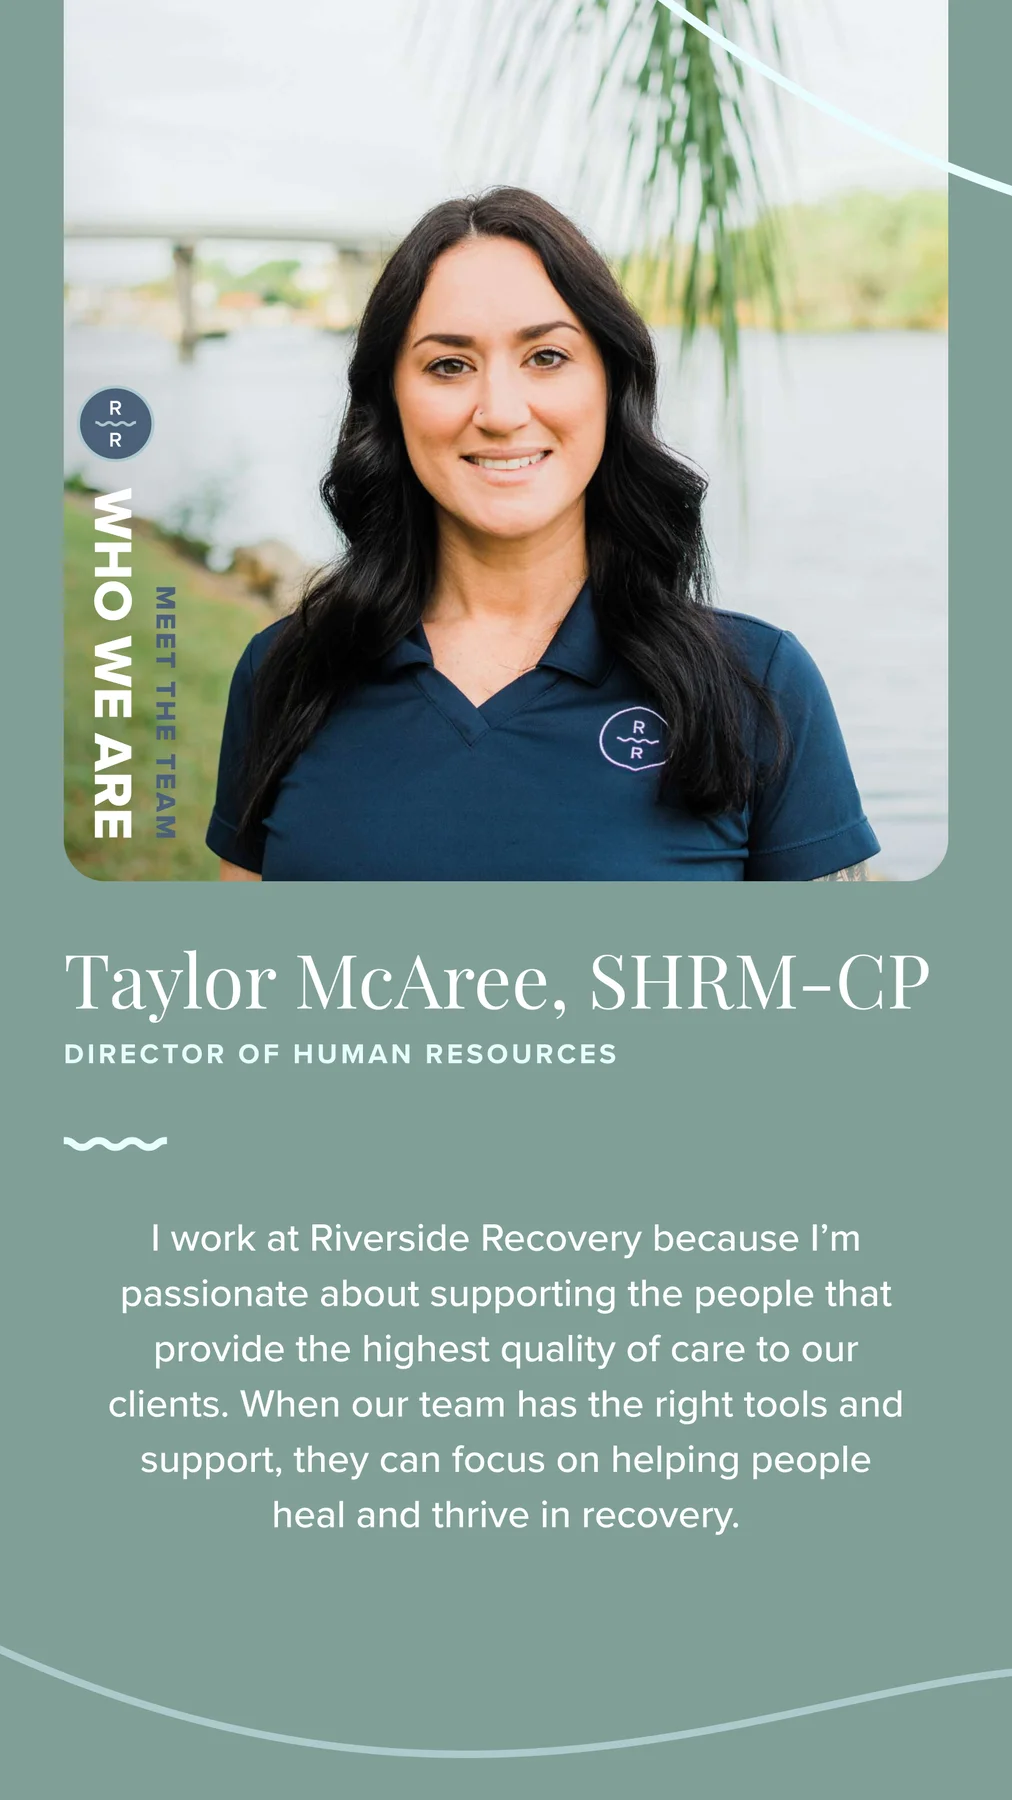 R
R
WHO WE ARE
MEET THE TEAM
R
R
Taylor McAree, SHRM-CP
DIRECTOR OF HUMAN RESOURCES
I work at Riverside Recovery because I’m
passionate about supporting the people that
provide the highest quality of care to our
clients. When our team has the right tools and
support, they can focus on helping people
heal and thrive in recovery.